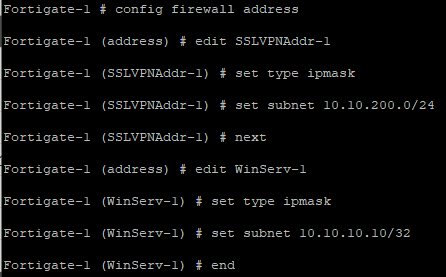 Fortigate-1 # config firewall address
Fortigate-1 (address) # edit SSLVPNAddr-1
Fortigate-1 (SSLVPNAddr-1) # set type ipmask
Fortigate-1 (SSLVPNAddr-1) # set subnet 10.10.200.0/24
Fortigate-1 (SSLVPNAddr-1) # next
Fortigate-1 (address) # edit WinServ-1
Fortigate-1 (WinServ-1) # set type ipmask
Fortigate-1 (WinServ-1) # set subnet 10.10.10.10/32
Fortigate-1 (WinServ-1) # end